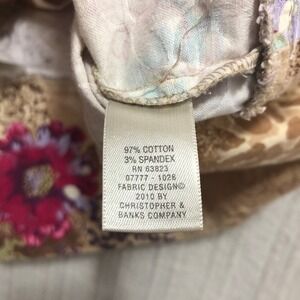 97% COTTON
3% SPANDEX
RN 63823
07777 - 1026
FABRIC DESIGN©
2010 BY
CHRISTOPHER &
BANKS COMPANY